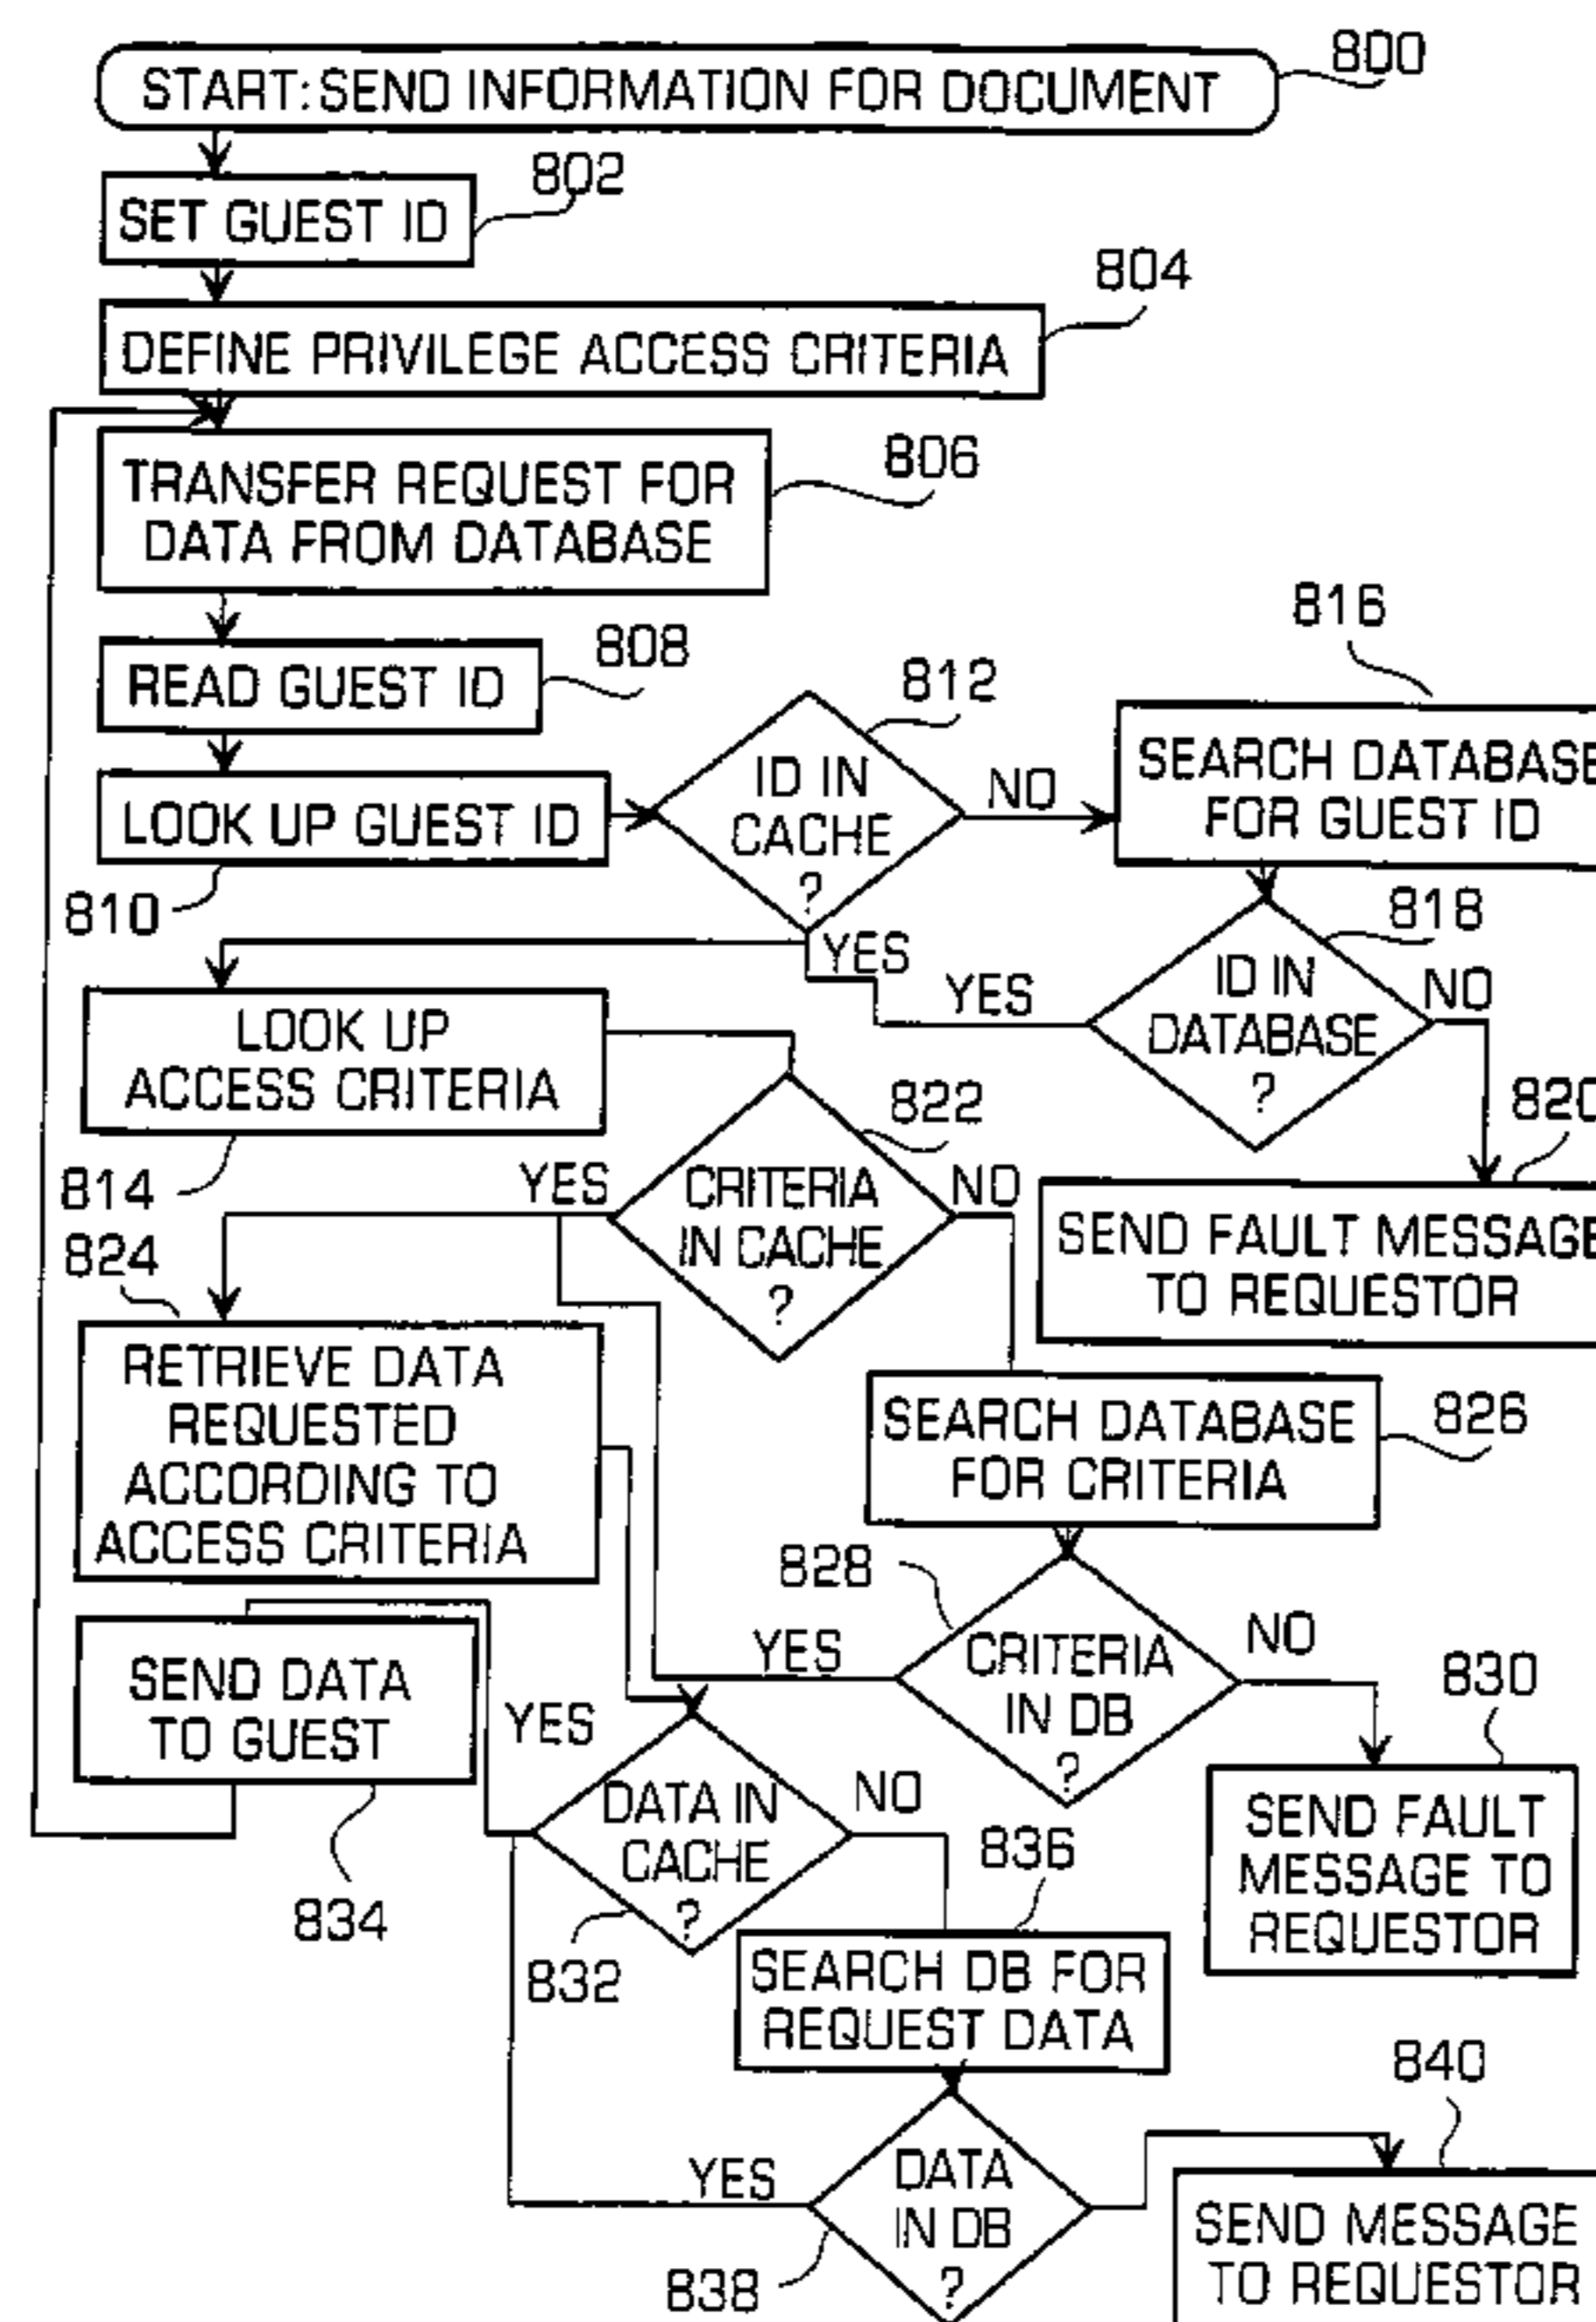 800
START: SEND INFORMATION FOR DOCUMENT
802
SET GUEST ID
804
DEFINE PRIVILEGE ACCESS CRITERIA
806
TRANSFER REQUEST FOR
DATA FROM DATABASE
808
READ GUEST ID
810
LOOK UP GUEST ID
812
ID IN
CACHE
?
NO
YES
816
SEARCH DATABASE
FOR GUEST ID
818
ID IN
DATABASE
?
YES
NO
820
SEND FAULT MESSAGE
TO REQUESTOR
LOOK UP
ACCESS CRITERIA
814
822
CRITERIA
IN CACHE
?
YES
NO
824
RETRIEVE DATA
REQUESTED
ACCORDING TO
ACCESS CRITERIA
826
SEARCH DATABASE
FOR CRITERIA
828
CRITERIA
IN DB
?
YES
NO
830
SEND FAULT
MESSAGE TO
REQUESTOR
SEND DATA
TO GUEST
834
YES
DATA IN
CACHE
?
NO
832
836
SEARCH DB FOR
REQUEST DATA
YES
DATA
IN DB
?
838
840
SEND MESSAGE
TO REQUESTOR